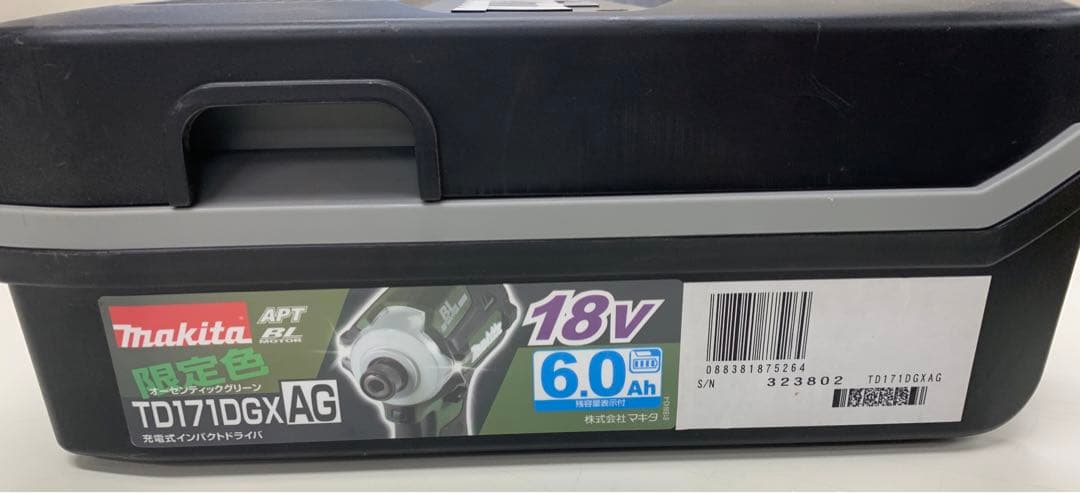 makita
APT
BL
MOTOR
限定色
オーセンティックグリーン
TD171DGXAG
充電式インパクトドライバ
18V
6.0Ah
残容量表示付
株式会社マキタ
088381875264
S/N 323802 TD171DGXAG